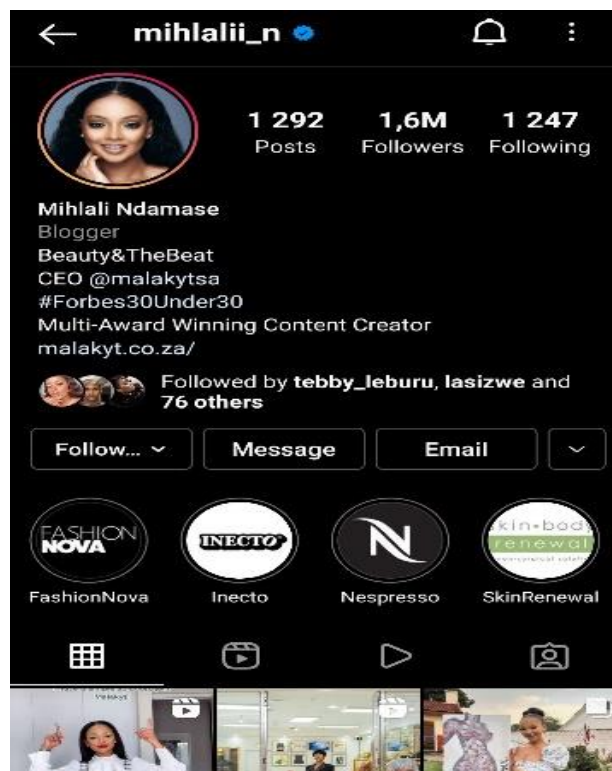 mihlalii_n
1 292 1,6M 1 247
Posts Followers Following
Mihlali Ndamase
Blogger
Beauty&TheBeat
CEO @malakytsa
#Forbes30Under30
Multi-Award Winning Content Creator
malakyt.co.za/
Followed by tebby_leburu, lasizwe and
76 others
Follow... Message Email
FASHION
NOVA
INECTO
N
skin+body
renewal
FashionNova Inecto Nespresso SkinRenewal